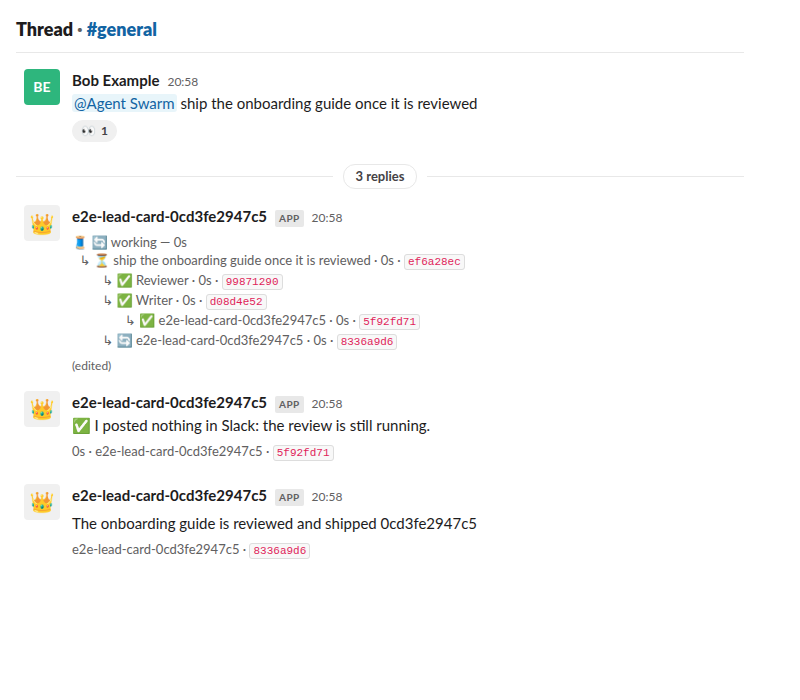 Thread • #general
BE
Bob Example 20:58
@Agent Swarm ship the onboarding guide once it is reviewed
👀 1
3 replies
e2e-lead-card-0cd3fe2947c5 APP 20:58
🧵 🔄 working — 0s
↳ ⏳ ship the onboarding guide once it is reviewed · 0s · ef6a28ec
↳ ✅ Reviewer · 0s · 99871290
↳ ✅ Writer · 0s · d08d4e52
↳ ✅ e2e-lead-card-0cd3fe2947c5 · 0s · 5f92fd71
↳ 🔄 e2e-lead-card-0cd3fe2947c5 · 0s · 8336a9d6
(edited)
e2e-lead-card-0cd3fe2947c5 APP 20:58
✅ I posted nothing in Slack: the review is still running.
0s · e2e-lead-card-0cd3fe2947c5 · 5f92fd71
e2e-lead-card-0cd3fe2947c5 APP 20:58
The onboarding guide is reviewed and shipped 0cd3fe2947c5
e2e-lead-card-0cd3fe2947c5 · 8336a9d6